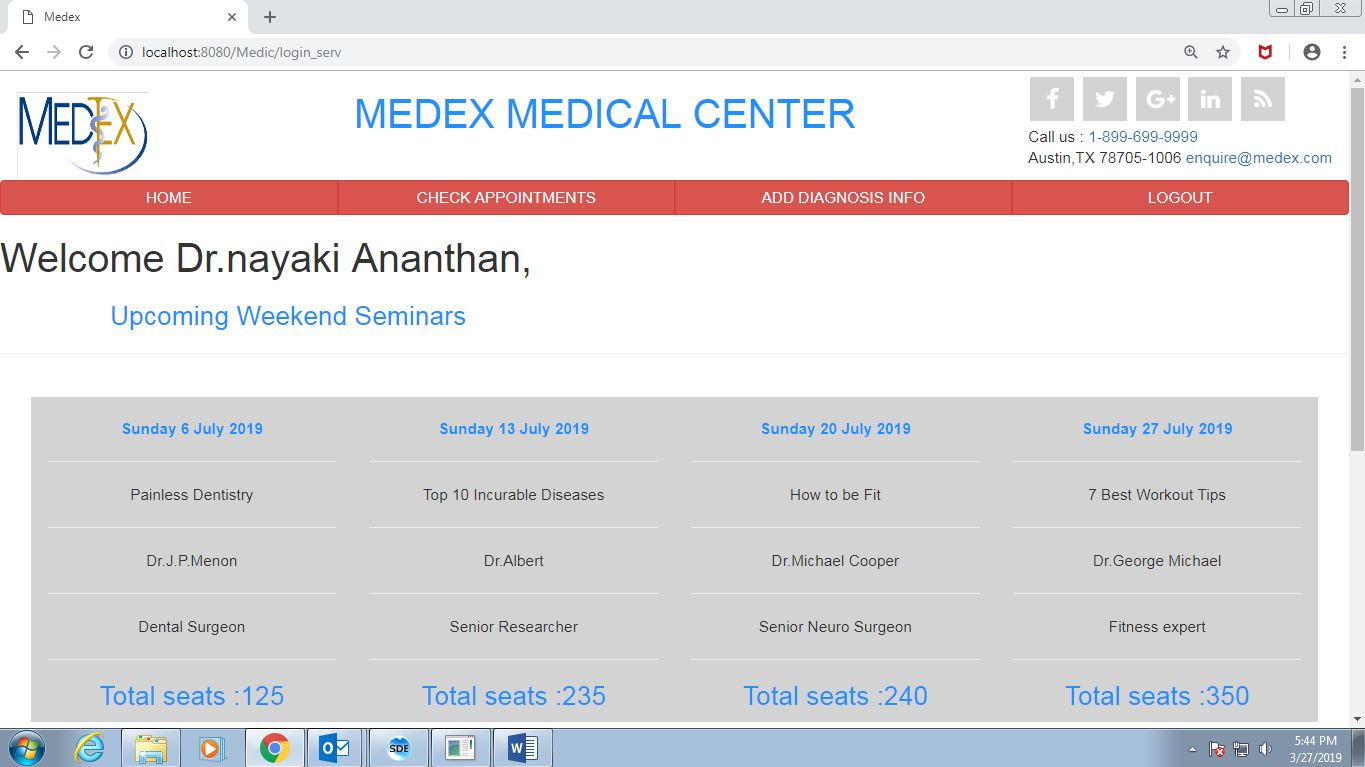 Medex
localhost:8080/Medic/login_serv
MEDEX
MEDEX MEDICAL CENTER
Call us : 1-899-699-9999
Austin,TX 78705-1006 enquire@medex.com
HOME CHECK APPOINTMENTS ADD DIAGNOSIS INFO LOGOUT
Welcome Dr.nayaki Ananthan,
Upcoming Weekend Seminars
Sunday 6 July 2019 Sunday 13 July 2019 Sunday 20 July 2019 Sunday 27 July 2019
Painless Dentistry Top 10 Incurable Diseases How to be Fit 7 Best Workout Tips
Dr.J.P.Menon Dr.Albert Dr.Michael Cooper Dr.George Michael
Dental Surgeon Senior Researcher Senior Neuro Surgeon Fitness expert
Total seats :125 Total seats :235 Total seats :240 Total seats :350
SDE
5:44 PM
3/27/2019